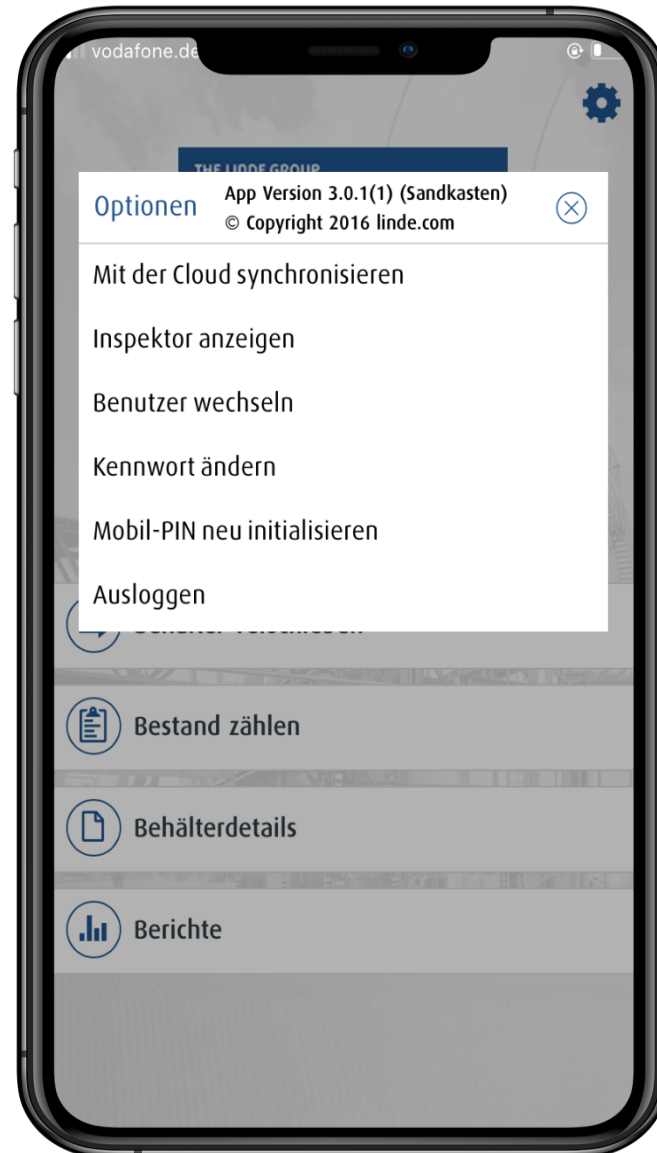 vodafone.de
THE LINDE GROUP
Optionen
App Version 3.0.1(1) (Sandkasten)
© Copyright 2016 linde.com
Mit der Cloud synchronisieren
Inspektor anzeigen
Benutzer wechseln
Kennwort ändern
Mobil-PIN neu initialisieren
Ausloggen
Bestand zählen
Behälterdetails
Berichte